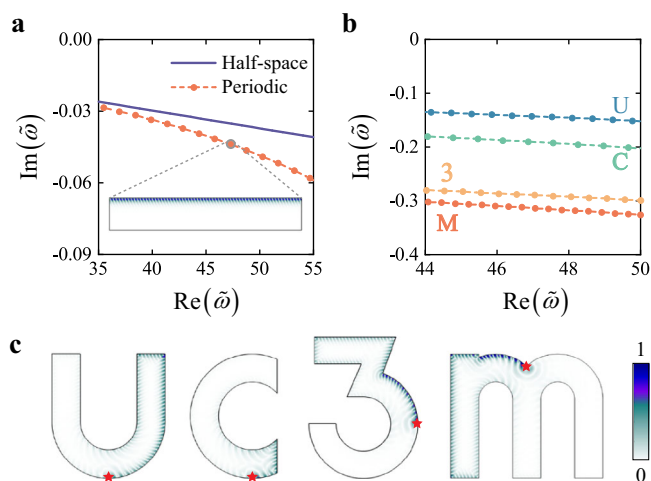 a
0.00
-0.03
-0.06
-0.09
Im(ω̃)
Half-space
Periodic
35 40 45 50 55
Re(ω̃)
b
0
-0.1
-0.2
-0.3
-0.4
Im(ω̃)
U
C
3
M
44 46 48 50
Re(ω̃)
c
u c 3 m
1
0